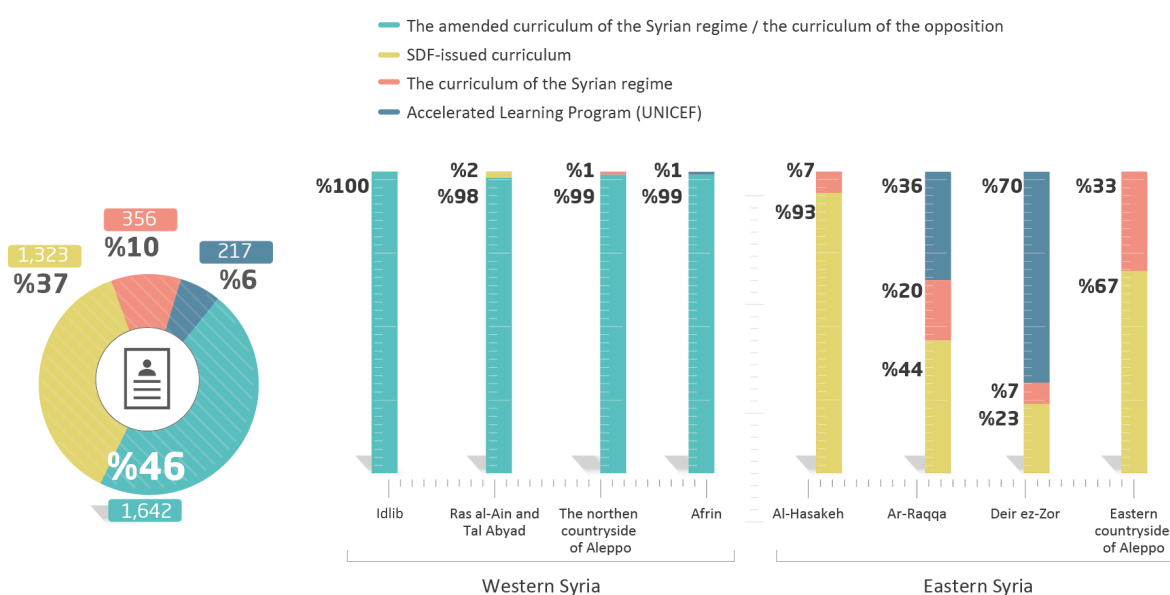 The amended curriculum of the Syrian regime / the curriculum of the opposition
SDF-issued curriculum
The curriculum of the Syrian regime
Accelerated Learning Program (UNICEF)
356
%10
1,323
%37
217
%6
%46
1,642
%100
%2
%98
%1
%99
%1
%99
%7
%93
%36
%20
%44
%70
%7
%23
%33
%67
Idlib
Ras al-Ain and
Tal Abyad
The northen
countryside
of Aleppo
Afrin
Al-Hasakeh
Ar-Raqqa
Deir ez-Zor
Eastern
countryside
of Aleppo
Western Syria
Eastern Syria